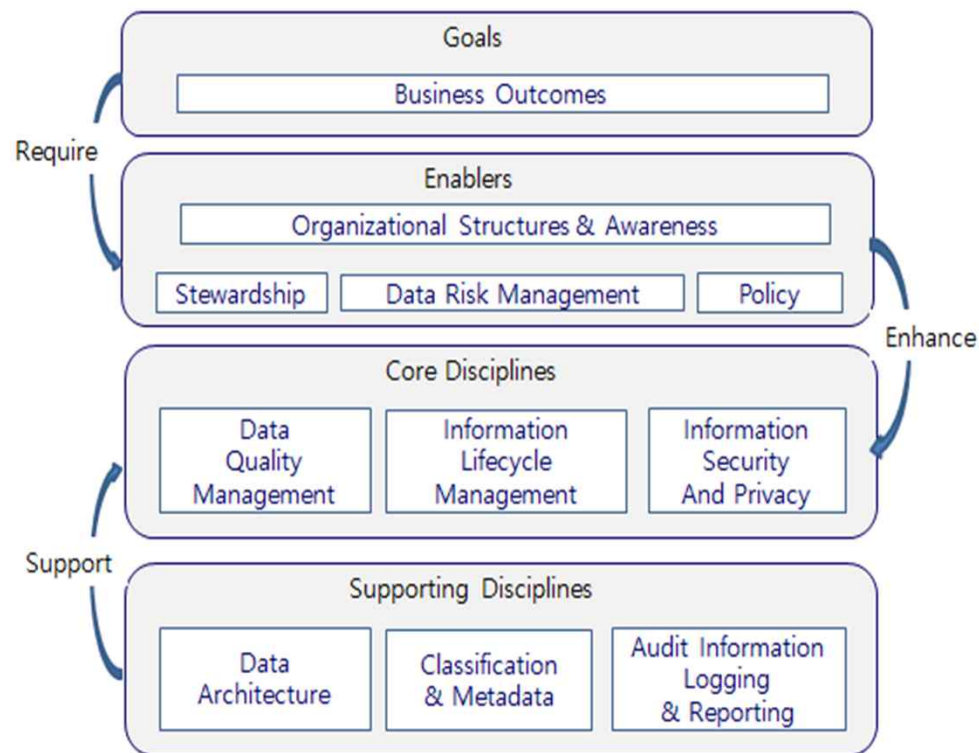 Goals
Business Outcomes
Require
Enablers
Organizational Structures & Awareness
Stewardship
Data Risk Management
Policy
Enhance
Core Disciplines
Data
Quality
Management
Information
Lifecycle
Management
Information
Security
And Privacy
Support
Supporting Disciplines
Data
Architecture
Classification
& Metadata
Audit Information
Logging
& Reporting